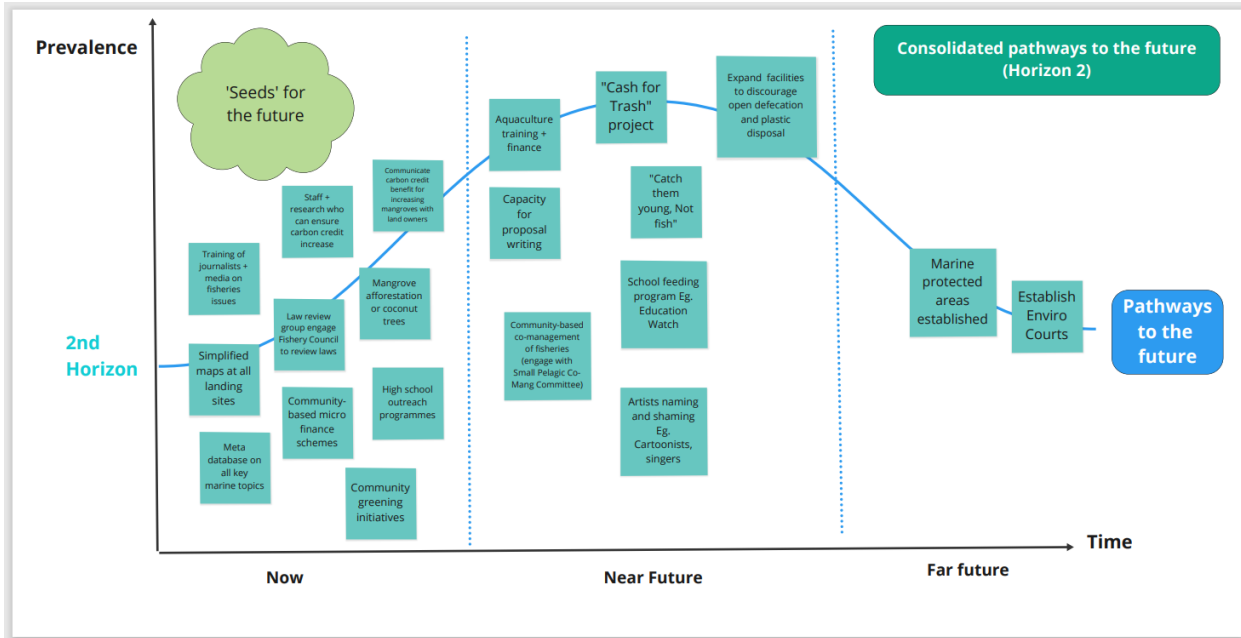 Prevalence
'Seeds' for
the future
Consolidated pathways to the future
(Horizon 2)
Communicate
carbon credit
benefit for
increasing
mangroves with
land owners
Staff +
research who
can ensure
carbon credit
increase
Training of
journalists +
media on
fisheries
issues
Mangrove
afforestation
or coconut
trees
Law review
group engage
Fishery Council
to review laws
2nd
Horizon
Simplified
maps at all
landing
sites
Community-
based micro
finance
schemes
High school
outreach
programmes
Meta
database on
all key
marine topics
Community
greening
initiatives
Aquaculture
training +
finance
"Cash for
Trash"
project
Expand facilities
to discourage
open defecation
and plastic
disposal
Capacity
for
proposal
writing
"Catch
them
young, Not
fish"
School feeding
program Eg.
Education
Watch
Community-based
co-management
of fisheries
(engage with
Small Pelagic Co-
Mang Committee)
Artists naming
and shaming
Eg.
Cartoonists,
singers
Marine
protected
areas
established
Establish
Enviro
Courts
Pathways
to the
future
Time
Now
Near Future
Far future